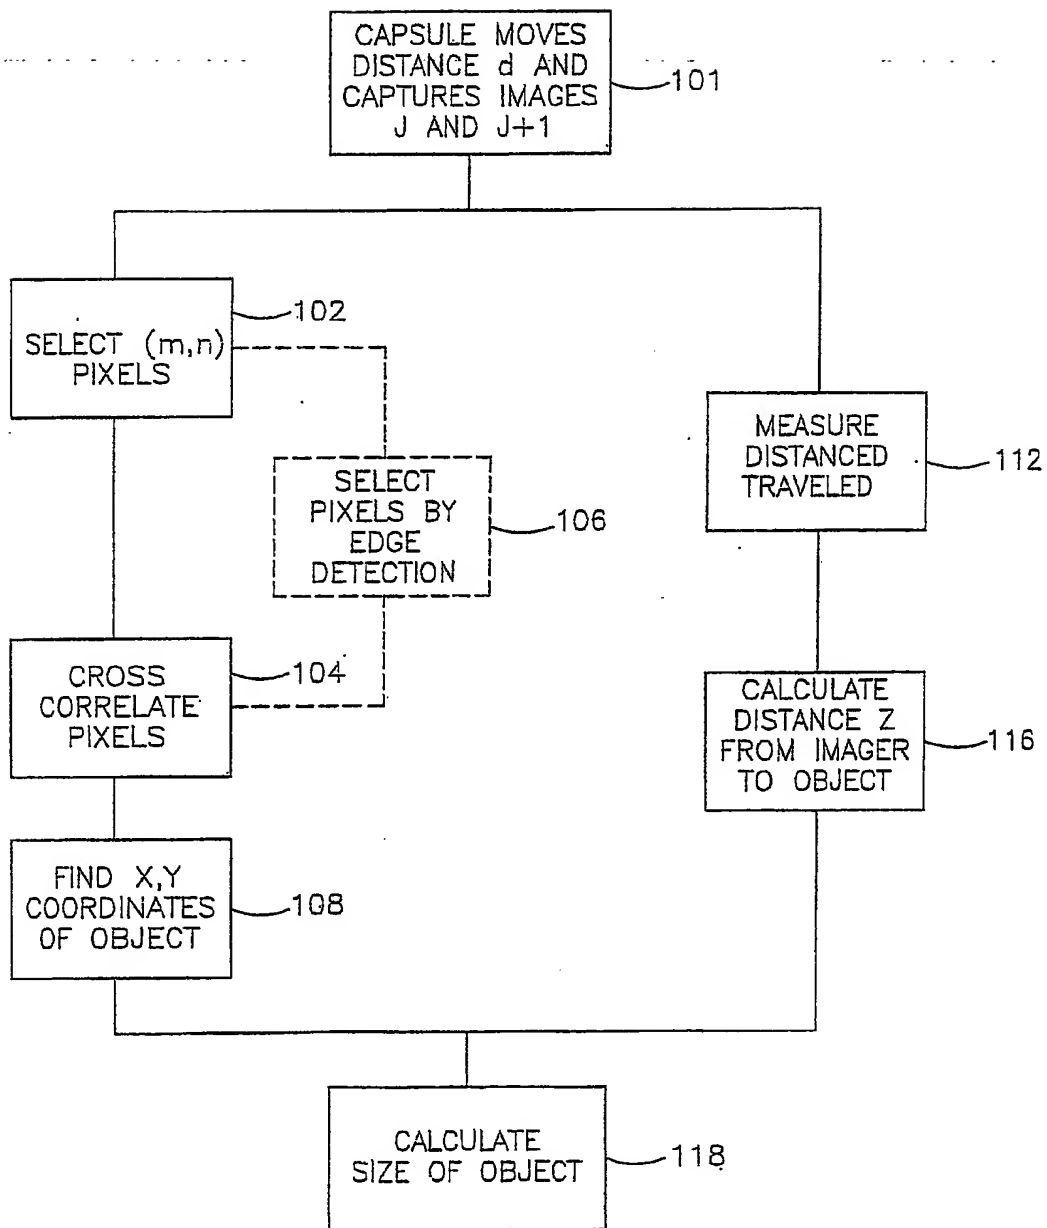 CAPSULE MOVES
DISTANCE d AND
CAPTURES IMAGES
J AND J+1
101
102
SELECT (m,n)
PIXELS
SELECT
PIXELS BY
EDGE
DETECTION
106
MEASURE
DISTANCED
TRAVELED
112
104
CROSS
CORRELATE
PIXELS
CALCULATE
DISTANCE Z
FROM IMAGER
TO OBJECT
116
FIND X,Y
COORDINATES
OF OBJECT
108
CALCULATE
SIZE OF OBJECT
118